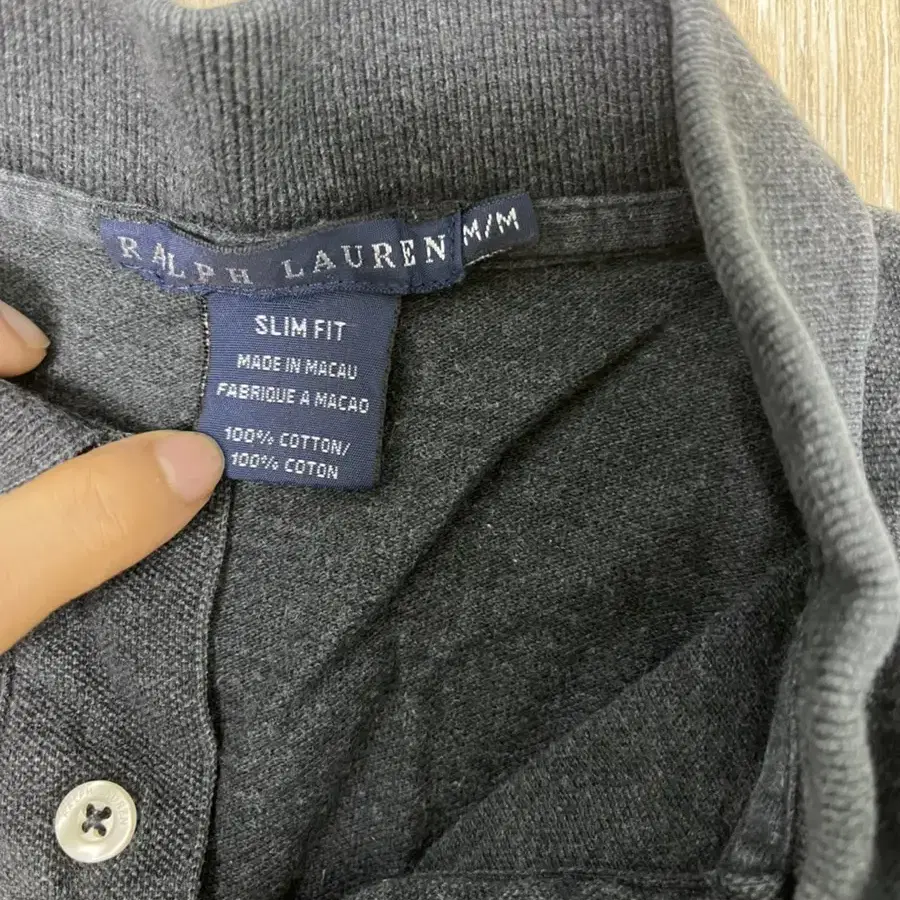 RALPH LAUREN M/M
SLIM FIT
MADE IN MACAU
FABRIQUE A MACAO
100% COTTON/
100% COTON